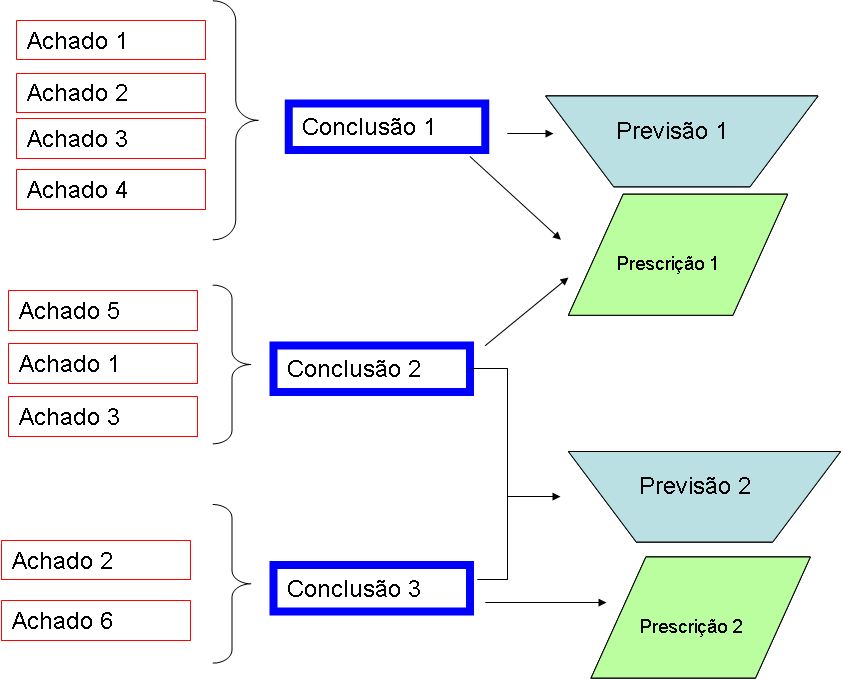 Achado 1
Achado 2
Achado 3
Achado 4
Conclusão 1
Previsão 1
Prescrição 1
Achado 5
Achado 1
Achado 3
Conclusão 2
Achado 2
Achado 6
Conclusão 3
Previsão 2
Prescrição 2